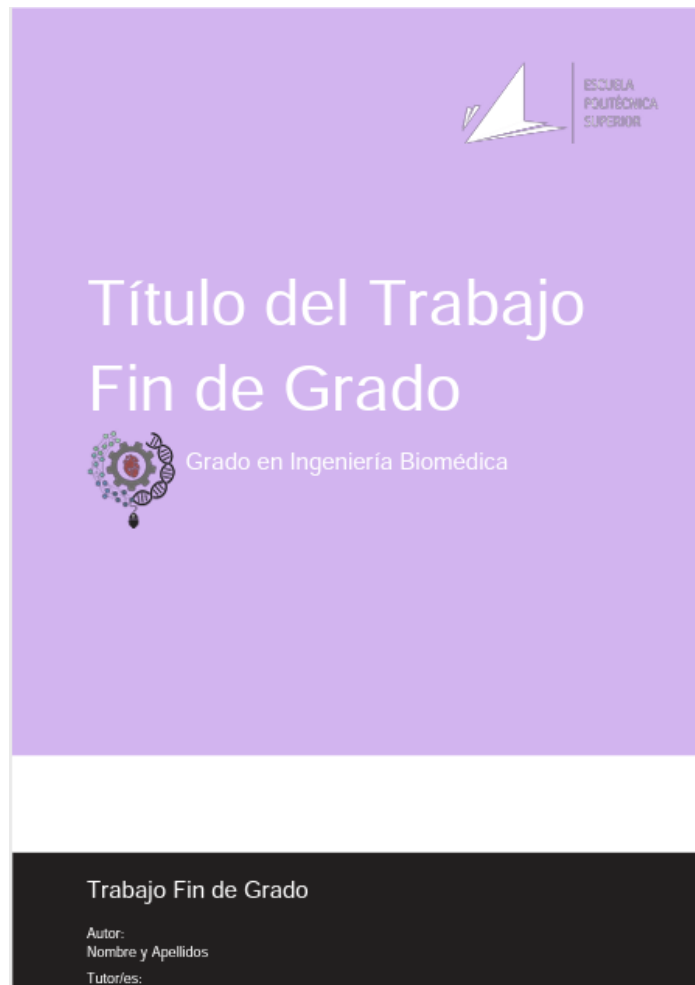 ESCUELA
POLITÉCNICA
SUPERIOR
Título del Trabajo
Fin de Grado
Grado en Ingeniería Biomédica
Trabajo Fin de Grado
Autor:
Nombre y Apellidos
Tutor/es: